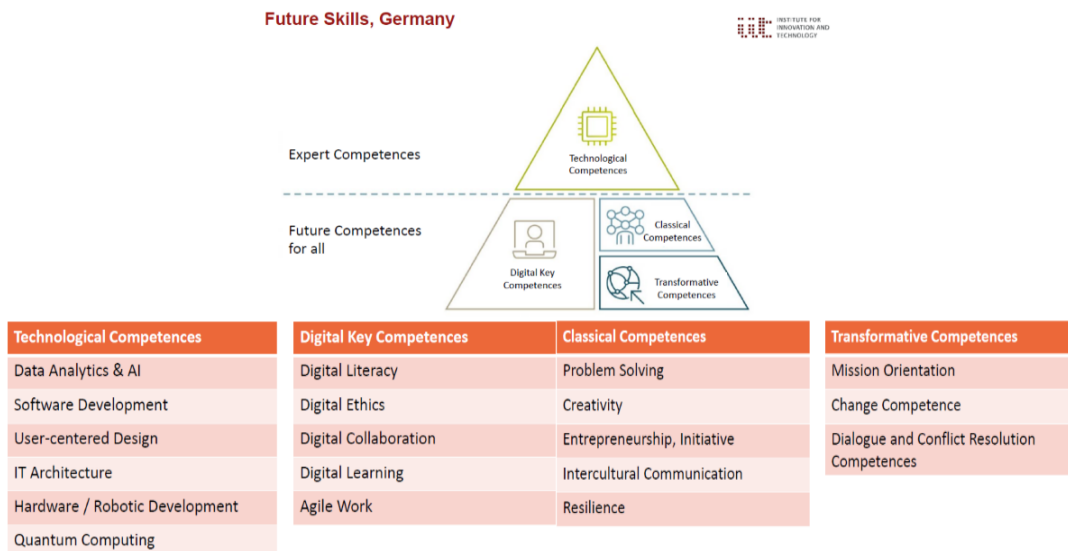 Future Skills, Germany
iit
INSTITUTE FOR
INNOVATION AND
TECHNOLOGY
Expert Competences
Technological
Competences
Future Competences
for all
Classical
Competences
Digital Key
Competences
Transformative
Competences
Technological Competences
Data Analytics & AI
Software Development
User-centered Design
IT Architecture
Hardware / Robotic Development
Quantum Computing
Digital Key Competences
Digital Literacy
Digital Ethics
Digital Collaboration
Digital Learning
Agile Work
Classical Competences
Problem Solving
Creativity
Entrepreneurship, Initiative
Intercultural Communication
Resilience
Transformative Competences
Mission Orientation
Change Competence
Dialogue and Conflict Resolution
Competences